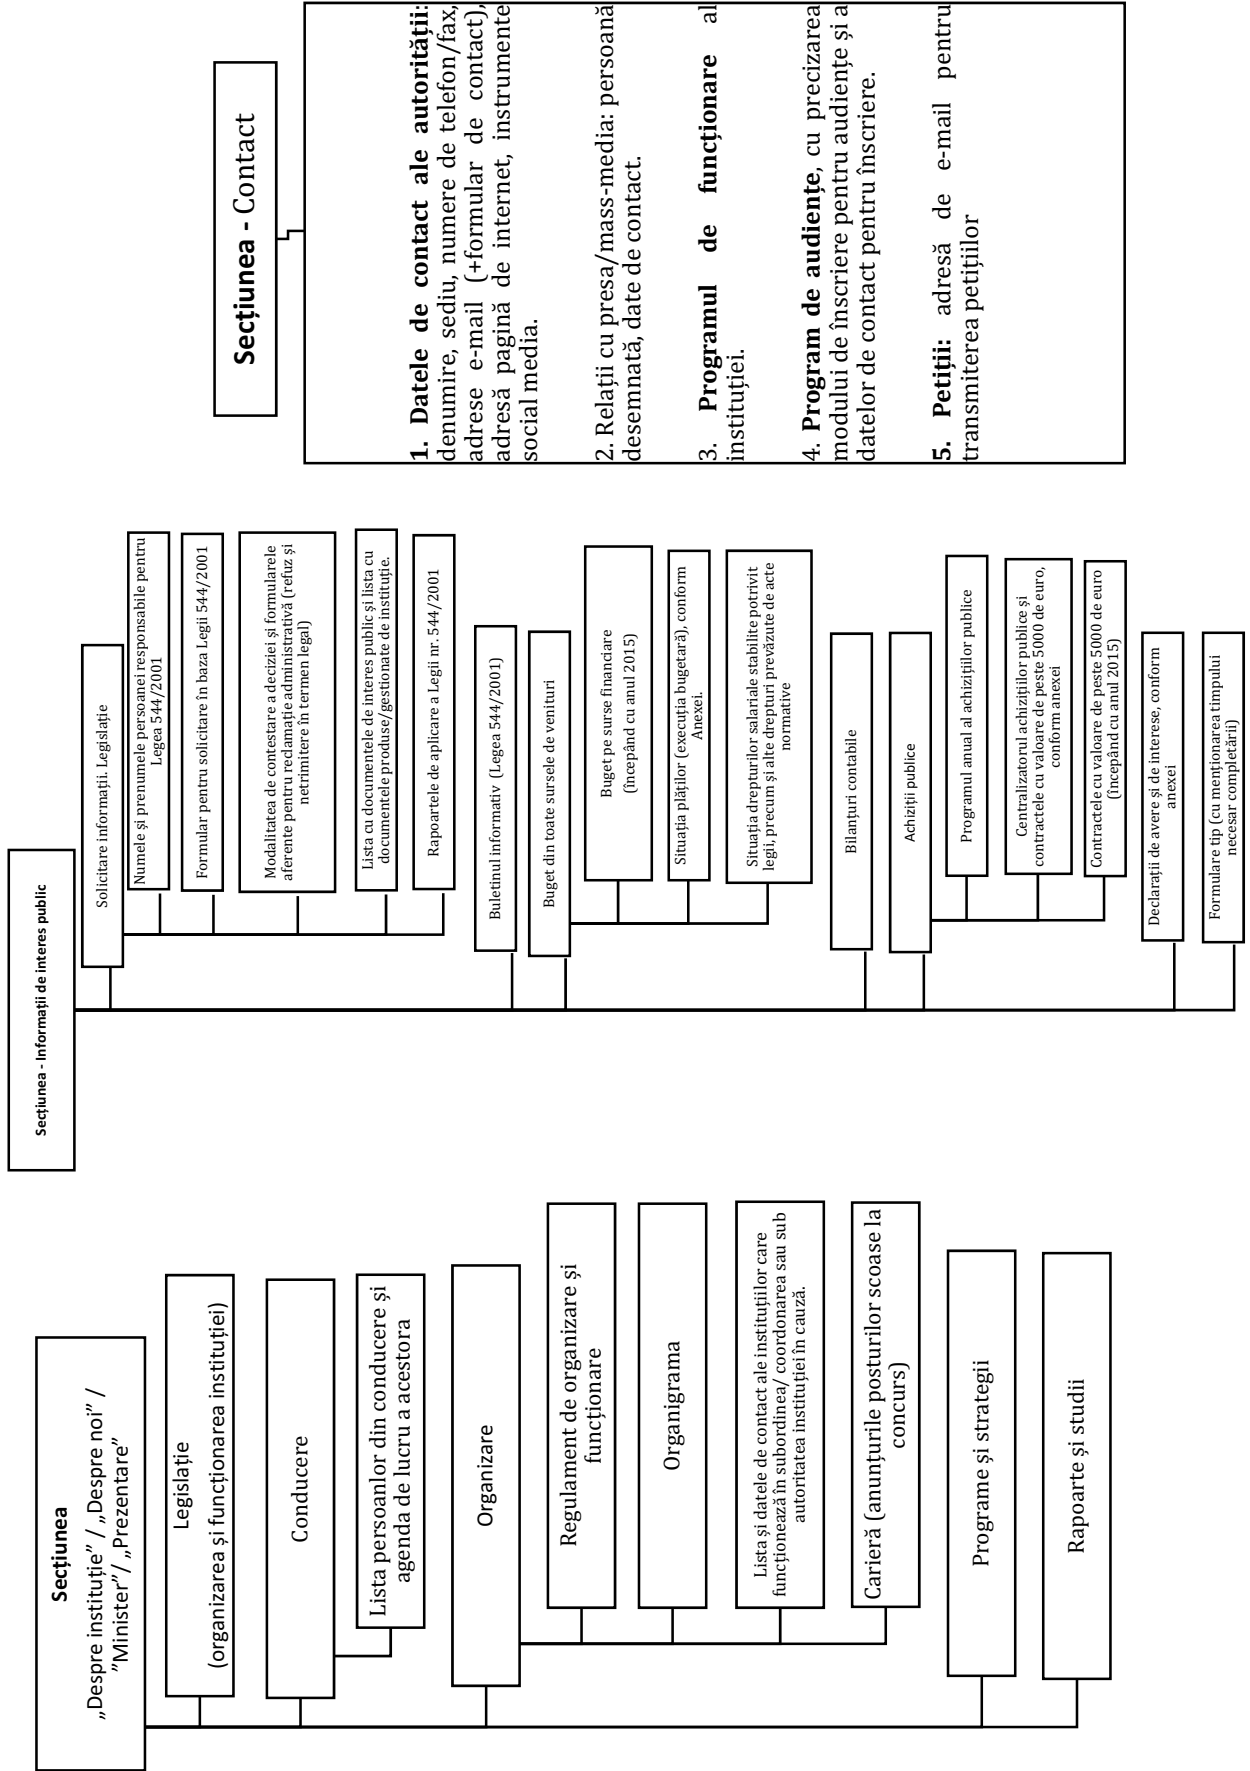 Secțiunea
„Despre instituție” / „Despre noi” /
”Minister”/ „Prezentare”
Legislație
(organizarea și funcționarea instituției)
Conducere
Lista persoanlor din conducere și
agenda de lucru a acestora
Organizare
Regulament de organizare și
funcționare
Organigrama
Lista și datele de contact ale instituțiilor care
funcționează în subordinea/ coordonarea sau sub
autoritatea instituției în cauză.
Carieră (anunțurile posturilor scoase la
concurs)
Programe și strategii
Rapoarte și studii
Secțiunea - Informații de interes public
Solicitare informații. Legislație
Numele și prenumele persoanei responsabile pentru
Legea 544/2001
Formular pentru solicitare în baza Legii 544/2001
Modalitatea de contestare a deciziei și formularele
aferente pentru reclamație administrativă (refuz și
netrimitere în termen legal)
Lista cu documentele de interes public și lista cu
documentele produse/gestionate de instituție.
Rapoartele de aplicare a Legii nr. 544/2001
Buletinul informativ (Legea 544/2001)
Buget din toate sursele de venituri
Buget pe surse financiare
(începând cu anul 2015)
Situația plăților (execuția bugetară), conform
Anexei.
Situația drepturilor salariale stabilite potrivit
legii, precum și alte drepturi prevăzute de acte
normative
Bilanțuri contabile
Achiziții publice
Programul anual al achizițiilor publice
Centralizatorul achizițiilor publice și
contractele cu valoare de peste 5000 de euro,
conform anexei
Contractele cu valoare de peste 5000 de euro
(începând cu anul 2015)
Declarații de avere și de interese, conform
anexei
Formulare tip (cu menționarea timpului
necesar completării)
Secțiunea - Contact
1. Datele de contact ale autorității:
denumire, sediu, numere de telefon/fax,
adrese e-mail (+formular de contact),
adresă pagină de internet, instrumente
social media.
2. Relații cu presa/mass-media: persoană
desemnată, date de contact.
3. Programul de funcționare al
instituției.
4. Program de audiențe, cu precizarea
modului de înscriere pentru audiențe și a
datelor de contact pentru înscriere.
5. Petiții: adresă de e-mail pentru
transmiterea petițiilor